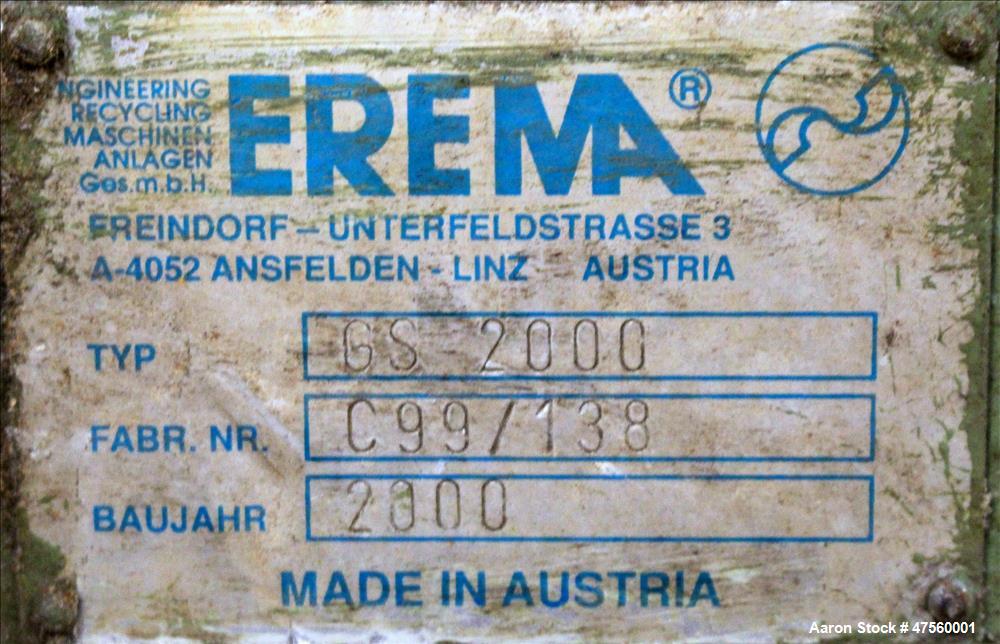 NGINEERING
RECYCLING
MASCHINEN
ANLAGEN
Ges.m.b.H.
EREMA®
FREINDORF – UNTERFELDSTRASSE 3
A-4052 ANSFELDEN - LINZ AUSTRIA
TYP GS 2000
FABR. NR. C99/138
BAUJAHR 2000
MADE IN AUSTRIA
Aaron Stock # 47560001